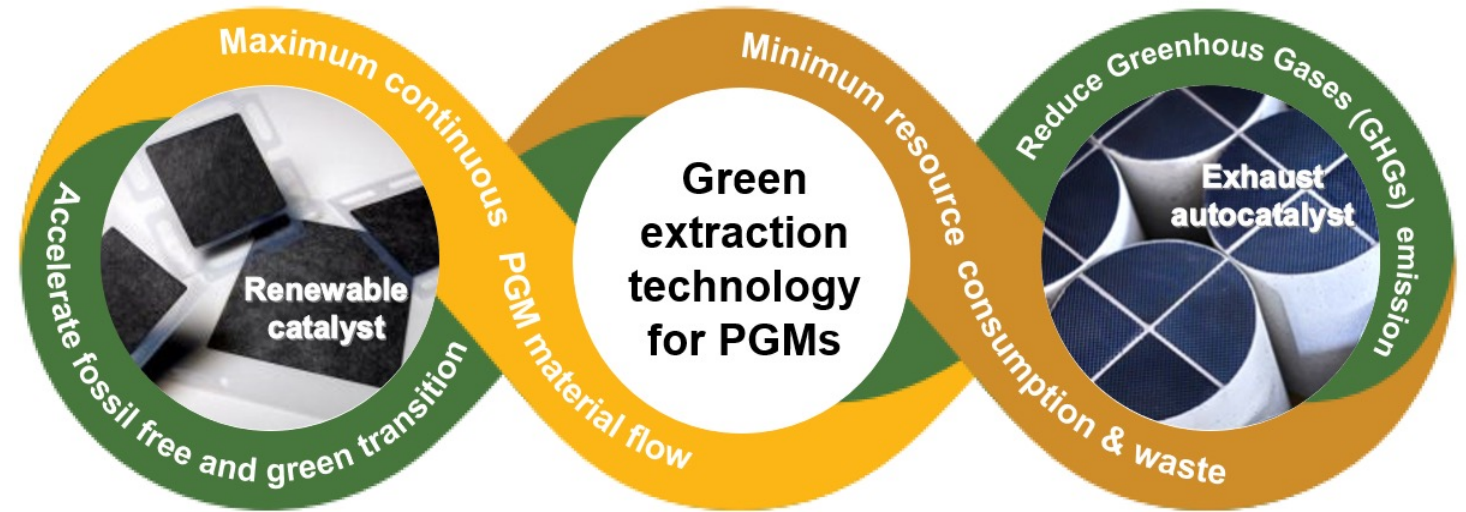 Maximum continuous PGM material flow
Accelerate fossil free and green transition
Renewable
catalyst
Green
extraction
technology
for PGMs
Minimum resource consumption & waste
Reduce Greenhous Gases (GHGs) emission
Exhaust
autocatalyst